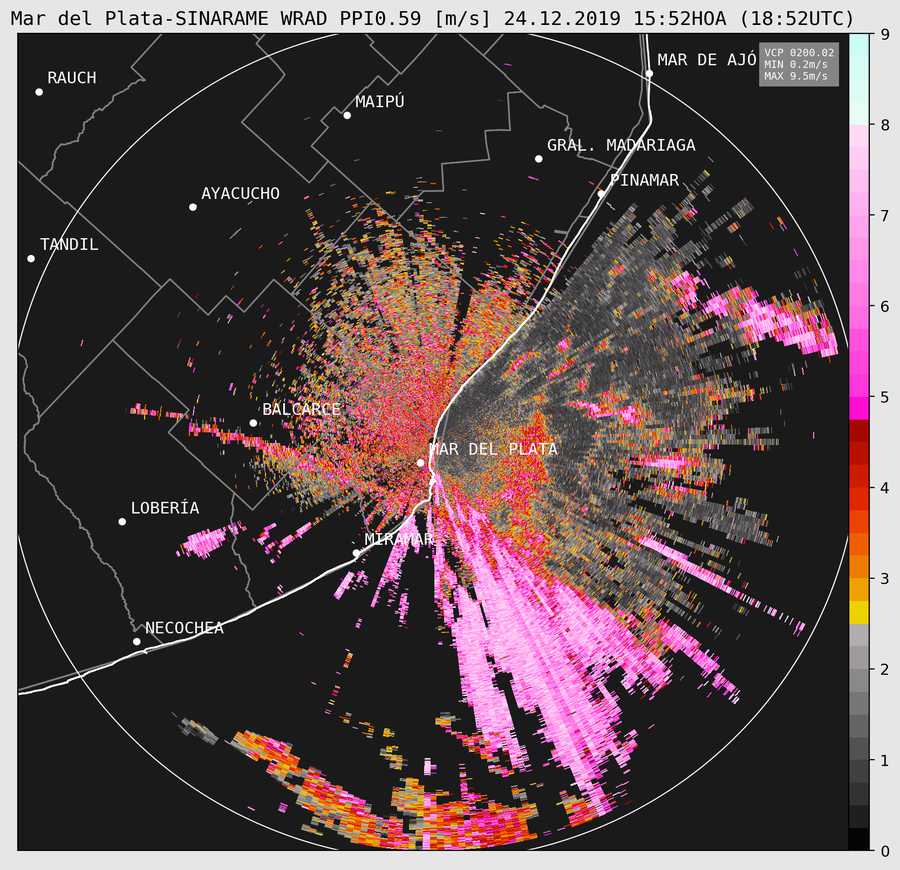 Mar del Plata-SINARAME WRAD PPI0.59 [m/s] 24.12.2019 15:52HOA (18:52UTC)
VCP 0200.02
MIN 0.2m/s
MAX 9.5m/s
MAR DE AJÓ
RAUCH
MAIPÚ
GRAL. MADARIAGA
PINAMAR
AYACUCHO
TANDIL
BALCARCE
MAR DEL PLATA
LOBERÍA
MIRAMAR
NECOCHEA
9
8
7
6
5
4
3
2
1
0